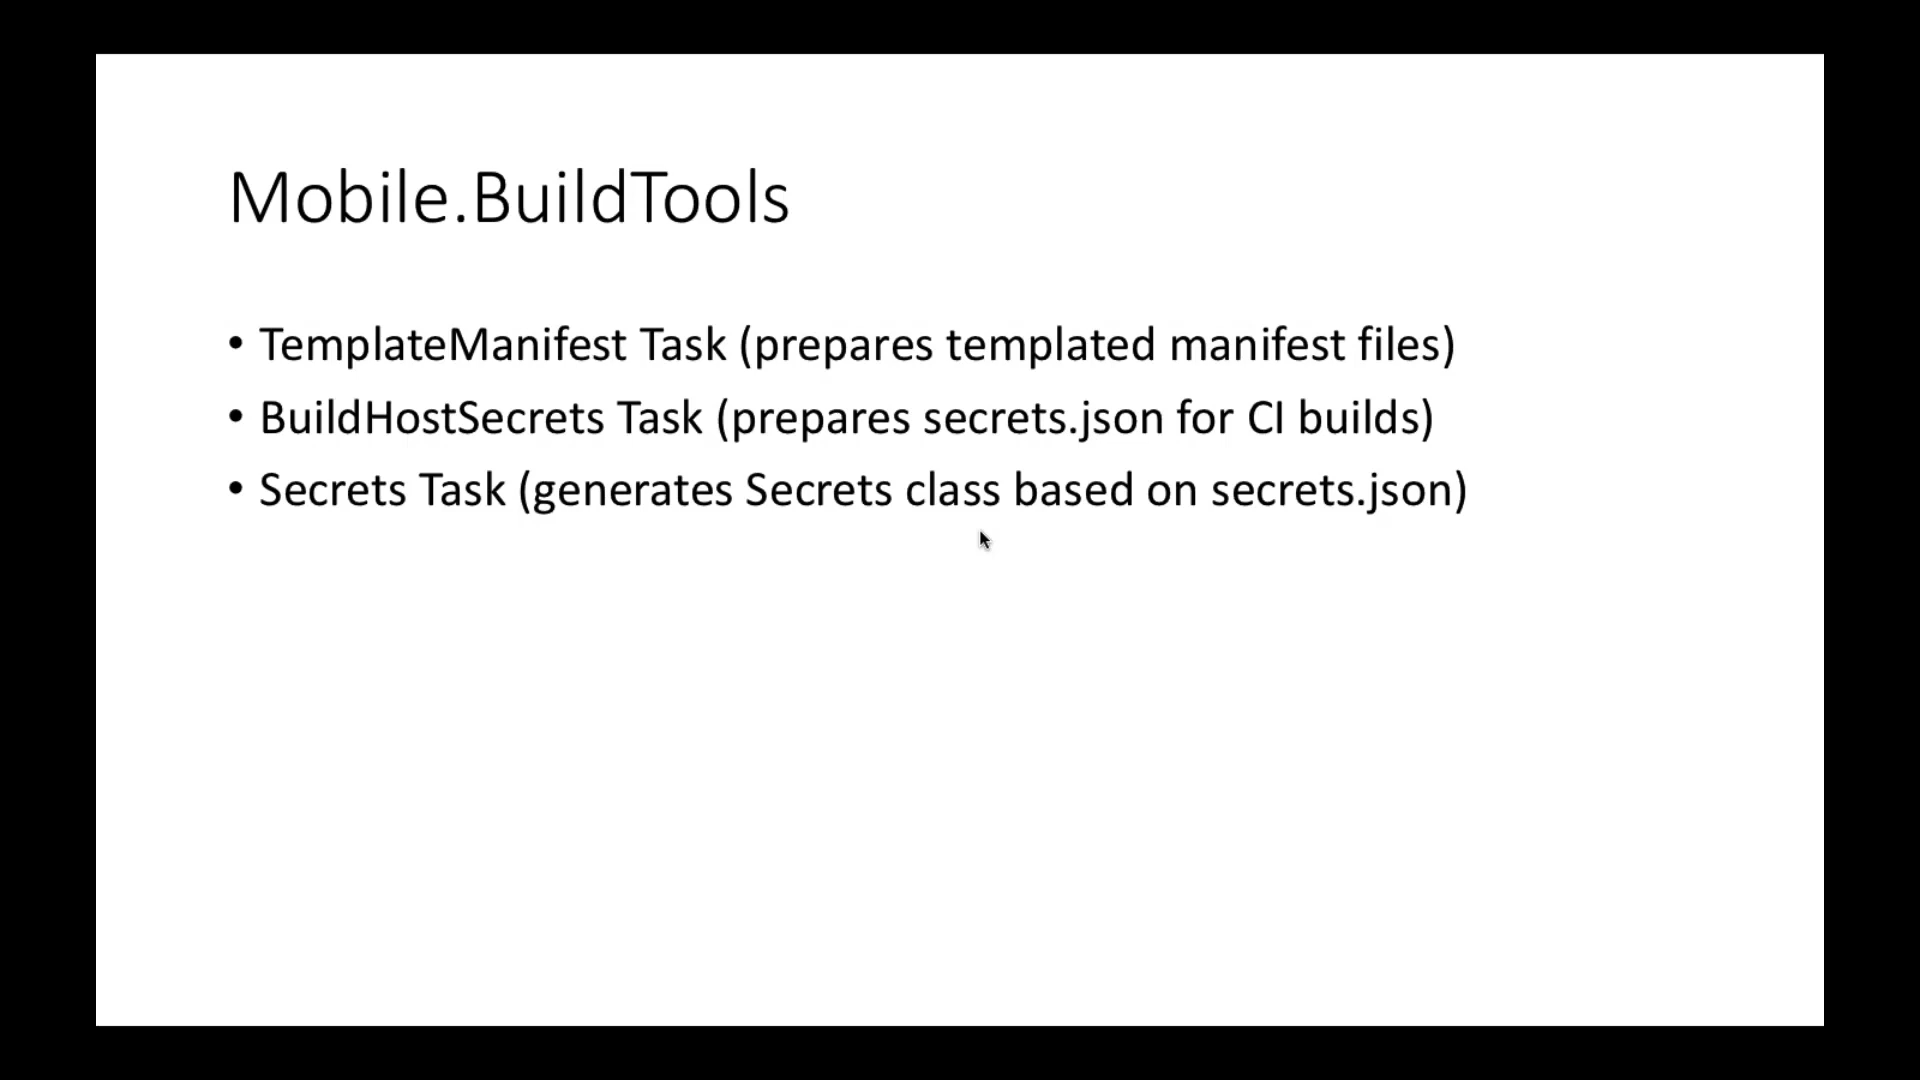 Mobile.BuildTools
• TemplateManifest Task (prepares templated manifest files)
• BuildHostSecrets Task (prepares secrets.json for CI builds)
• Secrets Task (generates Secrets class based on secrets.json)